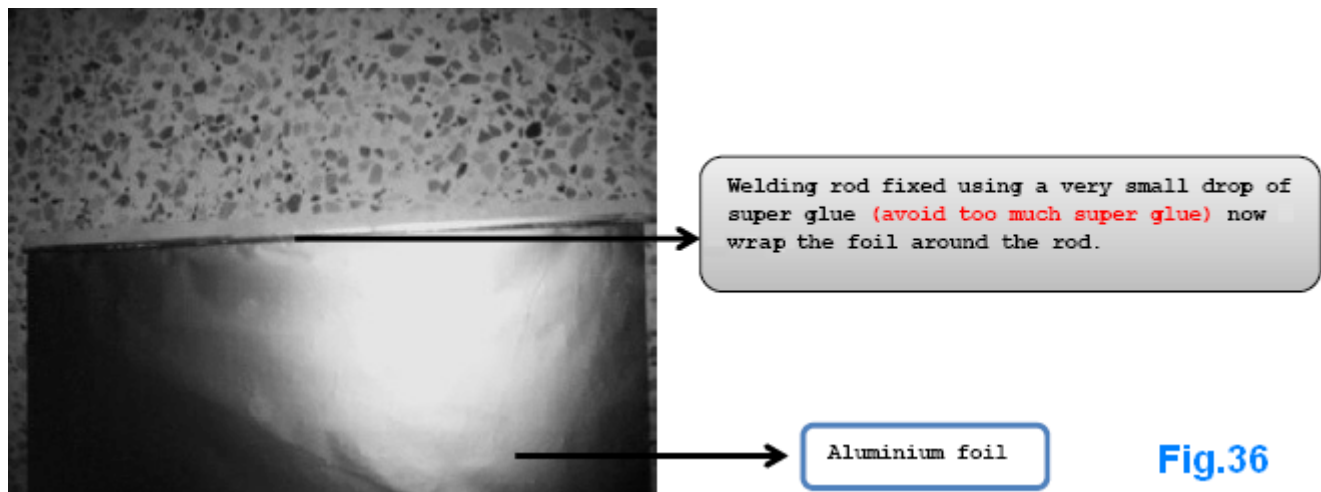 Welding rod fixed using a very small drop of
super glue (avoid too much super glue) now
wrap the foil around the rod.
Aluminium foil
Fig.36